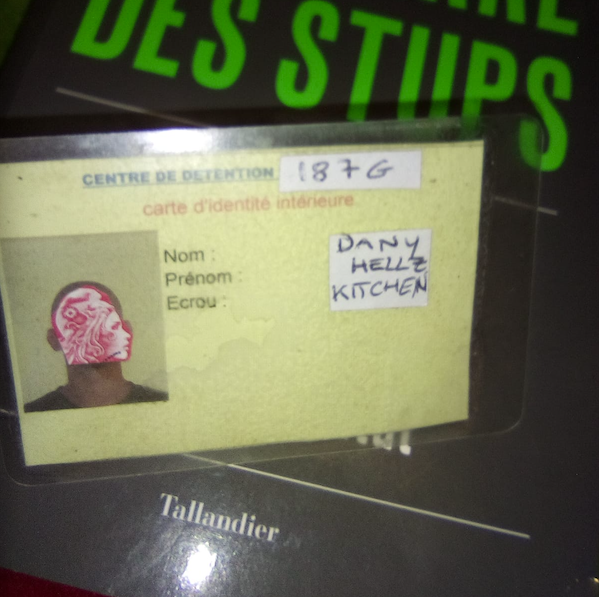 DES STUPS
CENTRE DE DETENTION 187G
carte d'identité intérieure
Nom :
Prénom :
Ecrou :
DANY
HELLZ
KITCHEN
Tallandier